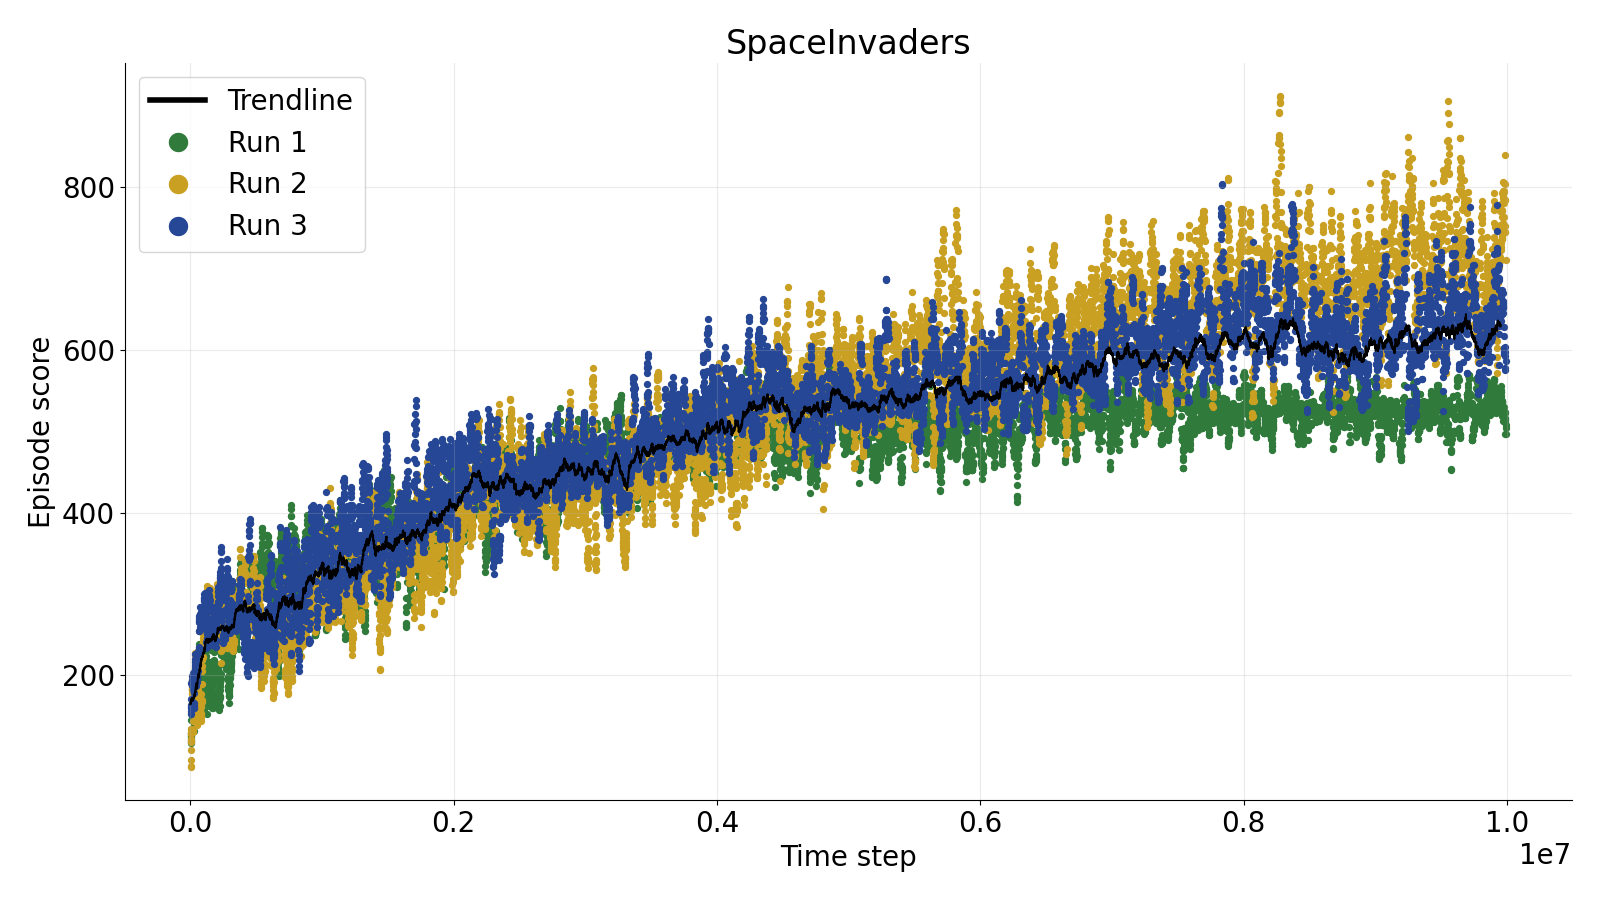 SpaceInvaders
Trendline
Run 1
Run 2
Run 3
800
600
400
200
Episode score
0.0 0.2 0.4 0.6 0.8 1.0
1e7
Time step